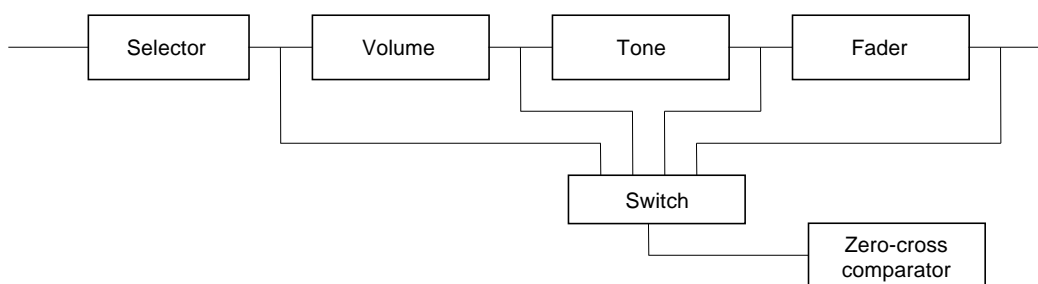 Selector
Volume
Tone
Fader
Switch
Zero-cross
comparator